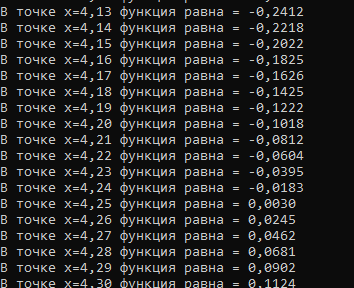 В точке x=4,13 функция равна = -0,2412
В точке x=4,14 функция равна = -0,2218
В точке x=4,15 функция равна = -0,2022
В точке x=4,16 функция равна = -0,1825
В точке x=4,17 функция равна = -0,1626
В точке x=4,18 функция равна = -0,1425
В точке x=4,19 функция равна = -0,1222
В точке x=4,20 функция равна = -0,1018
В точке x=4,21 функция равна = -0,0812
В точке x=4,22 функция равна = -0,0604
В точке x=4,23 функция равна = -0,0395
В точке x=4,24 функция равна = -0,0183
В точке x=4,25 функция равна = 0,0030
В точке x=4,26 функция равна = 0,0245
В точке x=4,27 функция равна = 0,0462
В точке x=4,28 функция равна = 0,0681
В точке x=4,29 функция равна = 0,0902
В точке x=4,30 функция равна = 0,1124